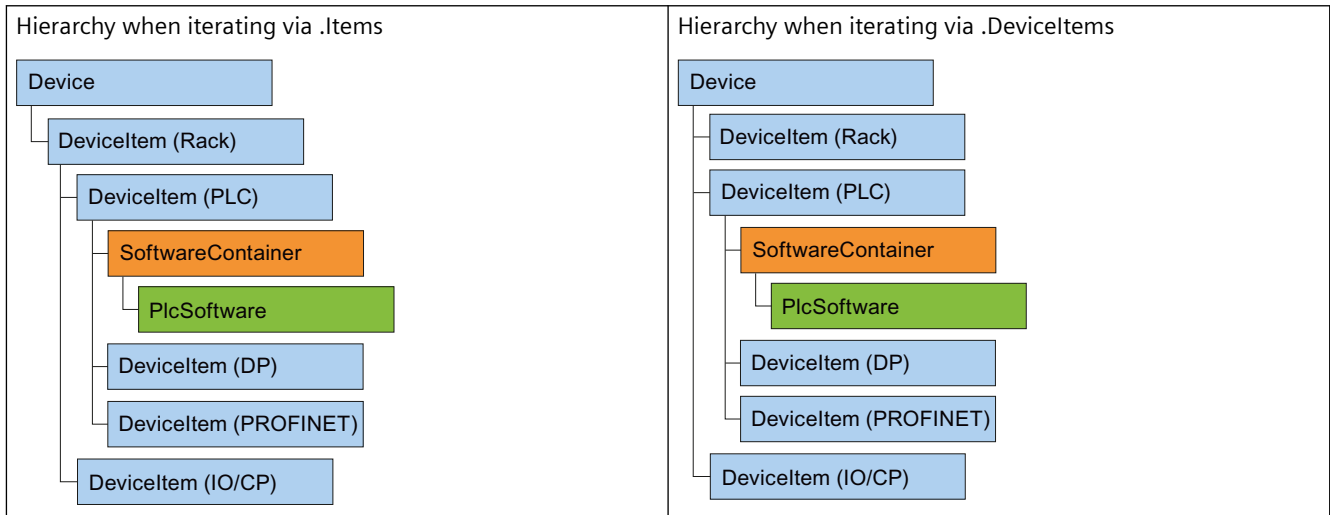 Hierarchy when iterating via .Items
Device
DeviceItem (Rack)
DeviceItem (PLC)
SoftwareContainer
PlcSoftware
DeviceItem (DP)
DeviceItem (PROFINET)
DeviceItem (IO/CP)
Hierarchy when iterating via .DeviceItems
Device
DeviceItem (Rack)
DeviceItem (PLC)
SoftwareContainer
PlcSoftware
DeviceItem (DP)
DeviceItem (PROFINET)
DeviceItem (IO/CP)